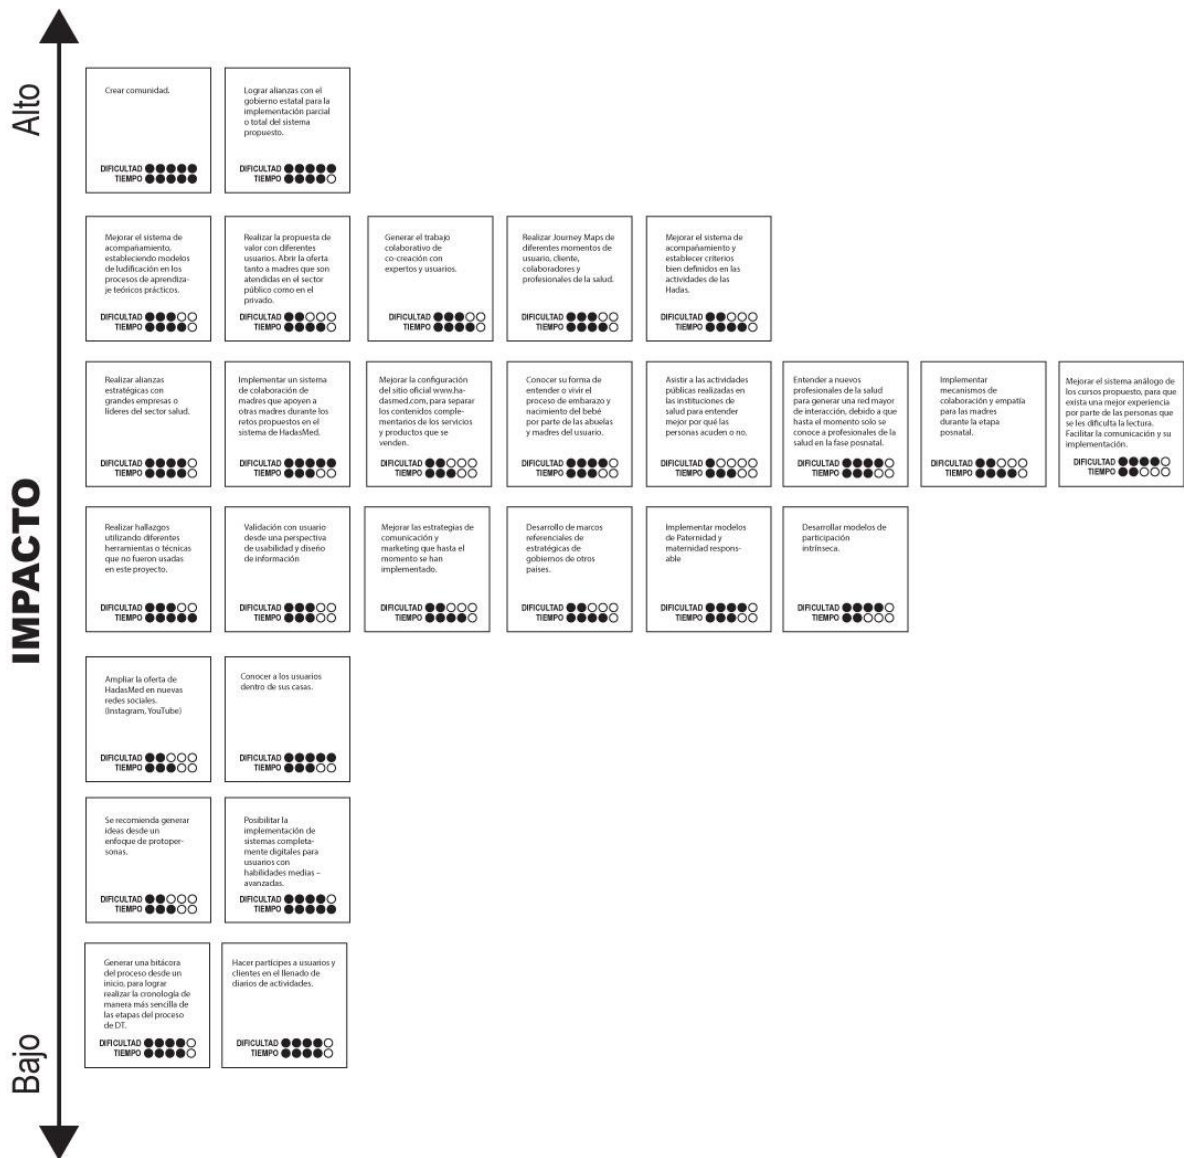 Alto
Crear comunidad.
DIFICULTAD
TIEMPO
Lograr alianzas con el
gobierno estatal para la
implementación parcial
o total del sistema
propuesto.
DIFICULTAD
TIEMPO
Mejorar el sistema de
acompañamiento,
estableciendo modelos
de ludificación en los
procesos de aprendiza-
je teóricos prácticos.
DIFICULTAD
TIEMPO
Realizar la propuesta de
valor con diferentes
usuarios. Abrir la oferta
tanto a madres que son
atendidas en el sector
público como en el
privado.
DIFICULTAD
TIEMPO
Generar el trabajo
colaborativo de
co-creación con
expertos y usuarios.
DIFICULTAD
TIEMPO
Realizar Journey Maps de
diferentes momentos de
usuario, cliente,
colaboradores y
profesionales de la salud.
DIFICULTAD
TIEMPO
Mejorar el sistema de
acompañamiento y
establecer criterios
bien definidos en las
actividades de las
Hadas.
DIFICULTAD
TIEMPO
Realizar alianzas
estratégicas con
grandes empresas o
líderes del sector salud.
DIFICULTAD
TIEMPO
Implementar un sistema
de colaboración de
madres que apoyen a
otras madres durante los
retos propuestos en el
sistema de HadasMed.
DIFICULTAD
TIEMPO
Mejorar la configuración
del sitio oficial www.ha-
dasmed.com, para separar
los contenidos comple-
mentarios de los servicios
y productos que se
venden.
DIFICULTAD
TIEMPO
Conocer su forma de
entender o vivir el
proceso de embarazo y
nacimiento del bebé
por parte de las abuelas
y madres del usuario.
DIFICULTAD
TIEMPO
Asistir a las actividades
públicas realizadas en
las instituciones de
salud para entender
mejor por qué las
personas acuden o no.
DIFICULTAD
TIEMPO
Entender a nuevos
profesionales de la salud
para generar una red mayor
de interacción, debido a que
hasta el momento solo se
conoce a profesionales de la
salud en la fase posnatal.
DIFICULTAD
TIEMPO
Implementar
mecanismos de
colaboración y empatía
para las madres
durante la etapa
posnatal.
DIFICULTAD
TIEMPO
Mejorar el sistema análogo de
los cursos propuesto, para que
exista una mejor experiencia
por parte de las personas que
se les dificulta la lectura.
Facilitar la comunicación y su
implementación.
DIFICULTAD
TIEMPO
IMPACTO
Realizar hallazgos
utilizando diferentes
herramientas o técnicas
que no fueron usadas
en este proyecto.
DIFICULTAD
TIEMPO
Validación con usuario
desde una perspectiva
de usabilidad y diseño
de información
DIFICULTAD
TIEMPO
Mejorar las estrategias de
comunicación y
marketing que hasta el
momento se han
implementado.
DIFICULTAD
TIEMPO
Desarrollo de marcos
referenciales de
estratégicas de
gobiernos de otros
países.
DIFICULTAD
TIEMPO
Implementar modelos
de Paternidad y
maternidad respons-
able
DIFICULTAD
TIEMPO
Desarrollar modelos de
participación
intrínseca.
DIFICULTAD
TIEMPO
Ampliar la oferta de
HadasMed en nuevas
redes sociales.
(Instagram, YouTube)
DIFICULTAD
TIEMPO
Conocer a los usuarios
dentro de sus casas.
DIFICULTAD
TIEMPO
Se recomienda generar
ideas desde un
enfoque de protoper-
sonas.
DIFICULTAD
TIEMPO
Posibilitar la
implementación de
sistemas completa-
mente digitales para
usuarios con
habilidades medias –
avanzadas.
DIFICULTAD
TIEMPO
Generar una bitácora
del proceso desde un
inicio, para lograr
realizar la cronología de
manera más sencilla de
las etapas del proceso
de DT.
DIFICULTAD
TIEMPO
Hacer partícipes a usuarios y
clientes en el llenado de
diarios de actividades.
DIFICULTAD
TIEMPO
Bajo